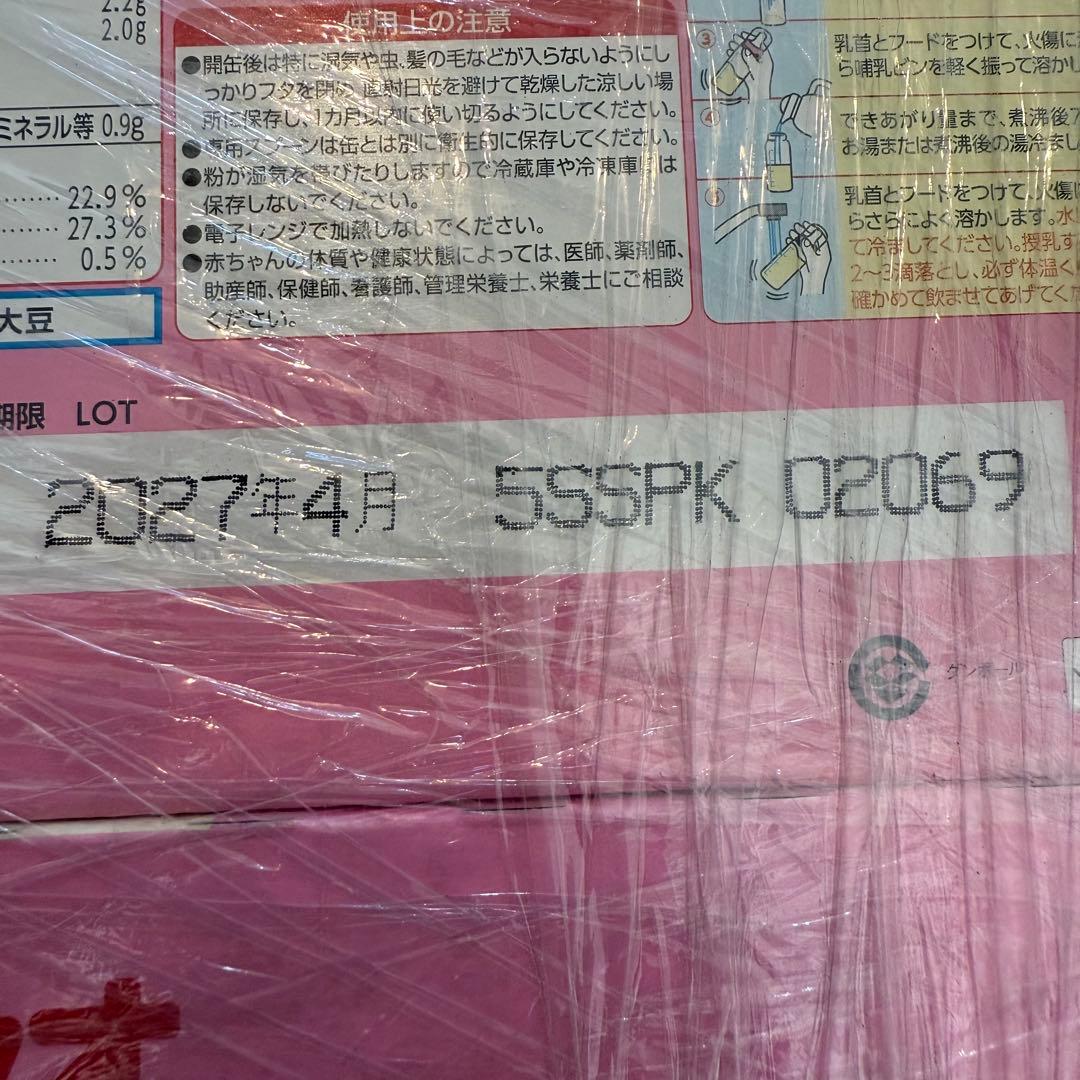 2.2g
2.0g
ミネラル等 0.9g
22.9%
27.3%
0.5%
大豆
使用上の注意
●開缶後は特に湿気や虫、髪の毛などが入らないようにし
っかりフタを閉め、直射日光を避けて乾燥した涼しい場
所に保存し、1カ月以内に使い切るようにしてください。
●専用スプーンは缶とは別に衛生的に保存してください。
●粉が湿気を帯びたりしますので冷蔵庫や冷凍庫では
保存しないでください。
●電子レンジで加熱しないでください。
●赤ちゃんの体質や健康状態によっては、医師、薬剤師、
助産師、保健師、看護師、管理栄養士、栄養士にご相談
ください。
③
乳首とフードをつけて、火傷に
ら哺乳ビンを軽く振って溶かし
④
できあがり量まで、煮沸後
お湯または煮沸後の湯冷まし
⑤
乳首とフードをつけて、火傷
らさらによく溶かします。水
て冷ましてください。授乳す
2〜3滴落とし、必ず体温く
確かめて飲ませてあげてくだ
期限 LOT
2027年4月 5SSPK 02069
ダンボール